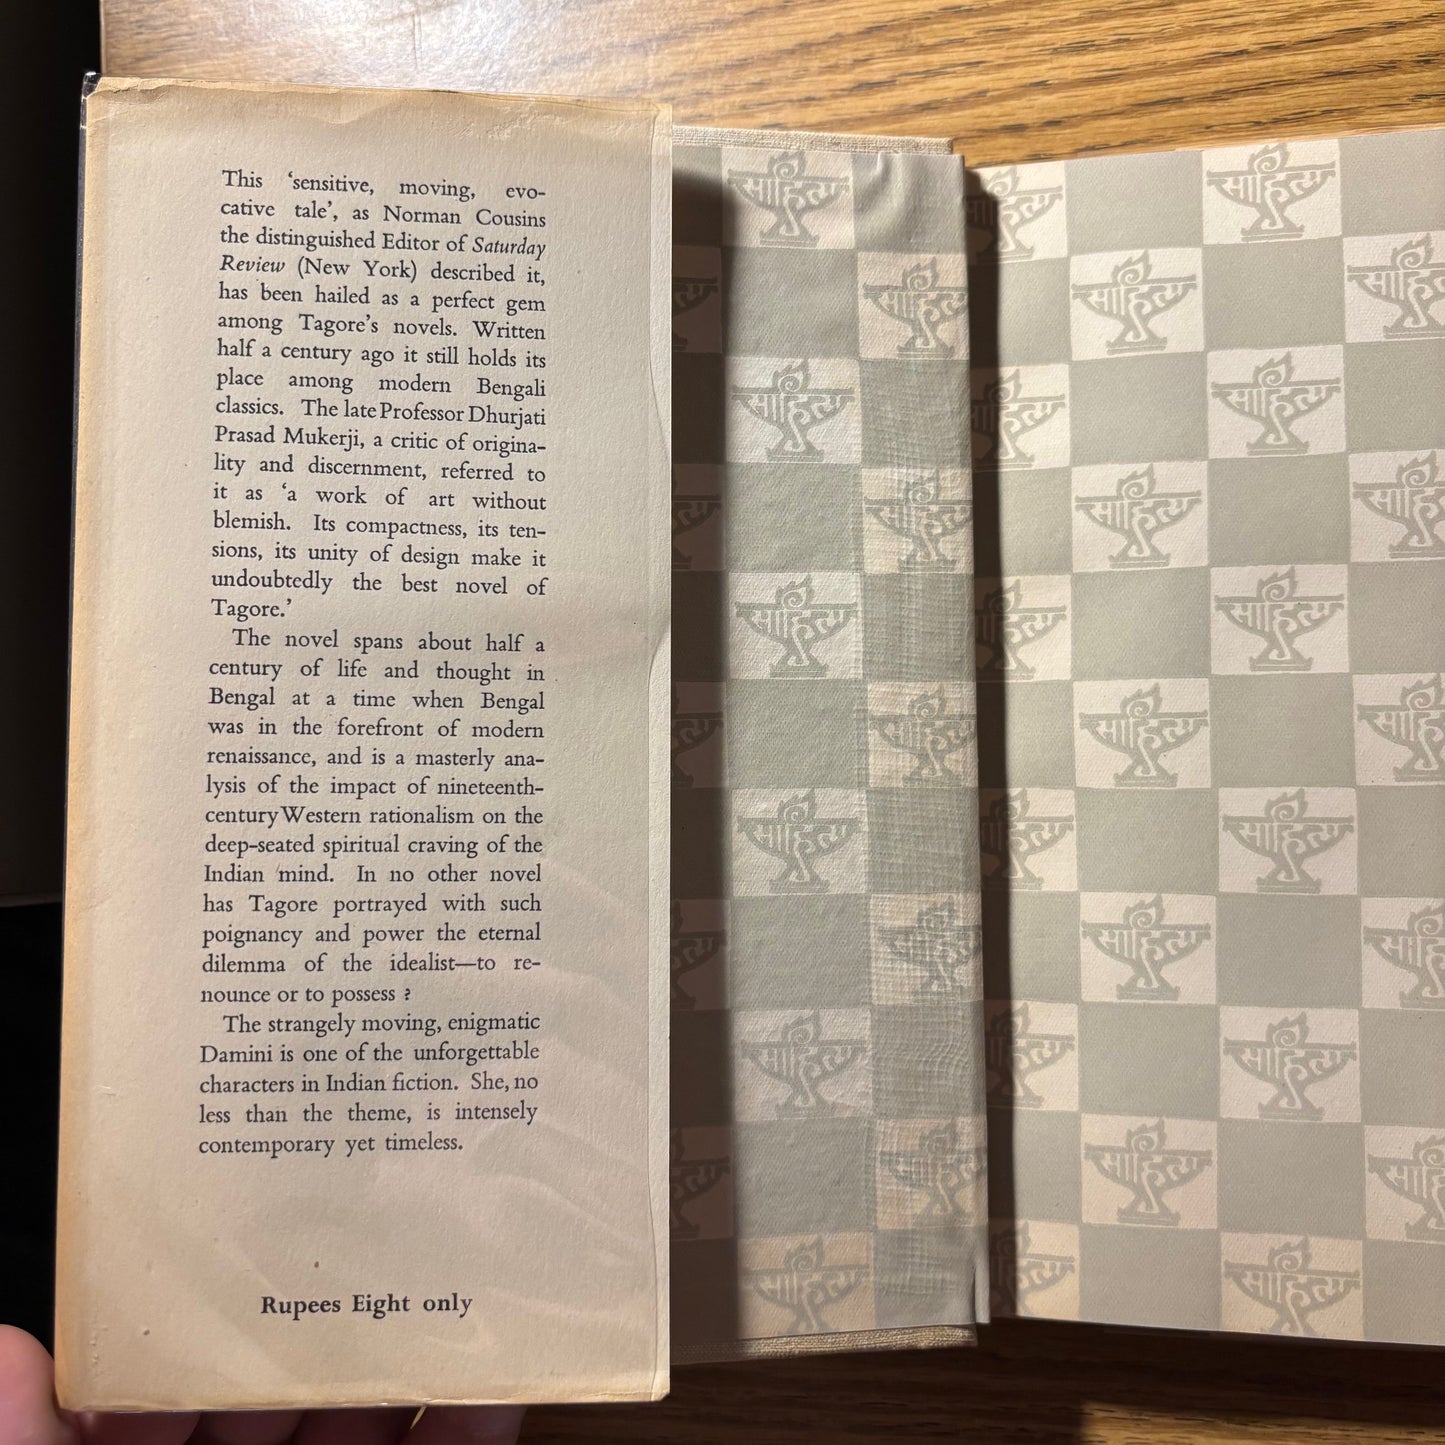 This ‘sensitive, moving, evo-
cative tale’, as Norman Cousins
the distinguished Editor of Saturday
Review (New York) described it,
has been hailed as a perfect gem
among Tagore’s novels. Written
half a century ago it still holds its
place among modern Bengali
classics. The late Professor Dhurjati
Prasad Mukerji, a critic of origina-
lity and discernment, referred to
it as ‘a work of art without
blemish. Its compactness, its ten-
sions, its unity of design make it
undoubtedly the best novel of
Tagore.’
The novel spans about half a
century of life and thought in
Bengal at a time when Bengal
was in the forefront of modern
renaissance, and is a masterly ana-
lysis of the impact of nineteenth-
century Western rationalism on the
deep-seated spiritual craving of the
Indian mind. In no other novel
has Tagore portrayed with such
poignancy and power the eternal
dilemma of the idealist—to re-
nounce or to possess ?
The strangely moving, enigmatic
Damini is one of the unforgettable
characters in Indian fiction. She, no
less than the theme, is intensely
contemporary yet timeless.
Rupees Eight only
साहित्य